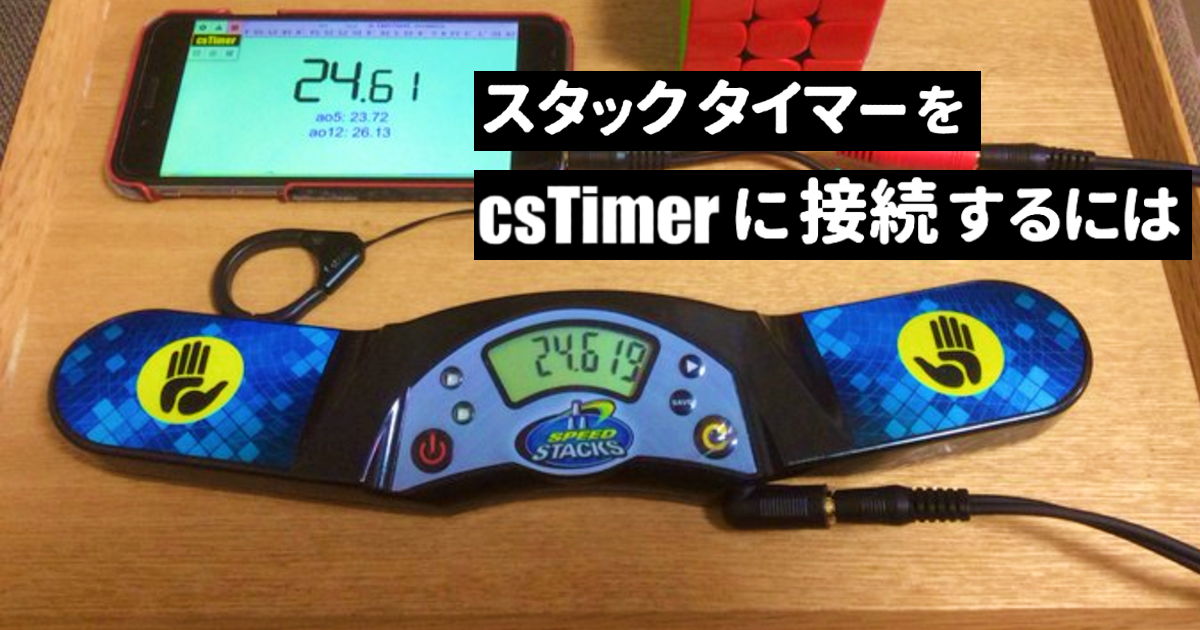 csTimer
24.61
ao5: 23.72
ao12: 26.13
スタックタイマーを
csTimerに接続するには
24.619
SAVE
SPEED
STACKS